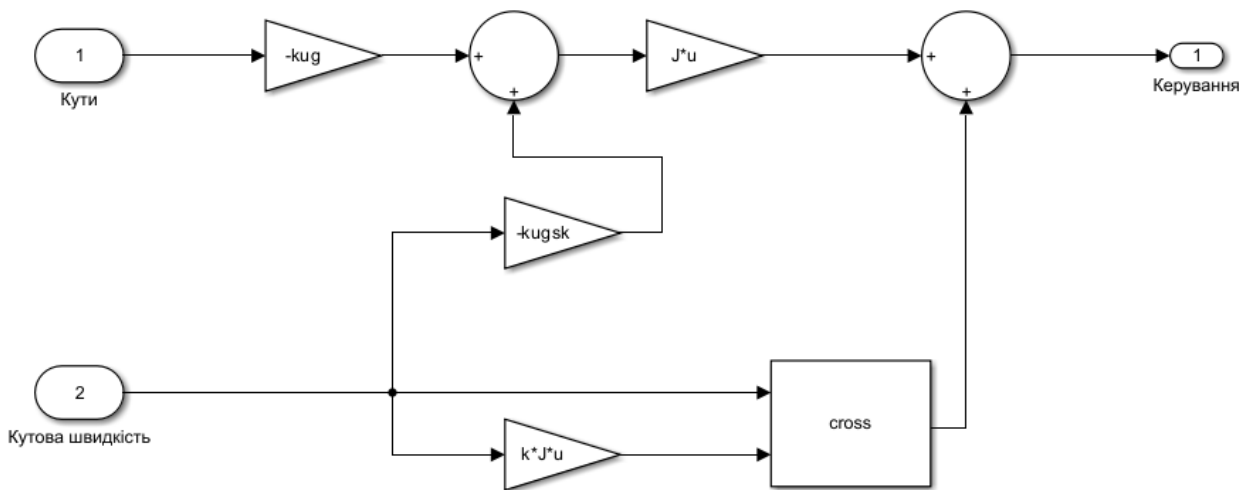 1
-kug
+
+
J*u
+
+
1
Кути
Керування
-kugsk
2
cross
Кутова швидкість
k*J*u